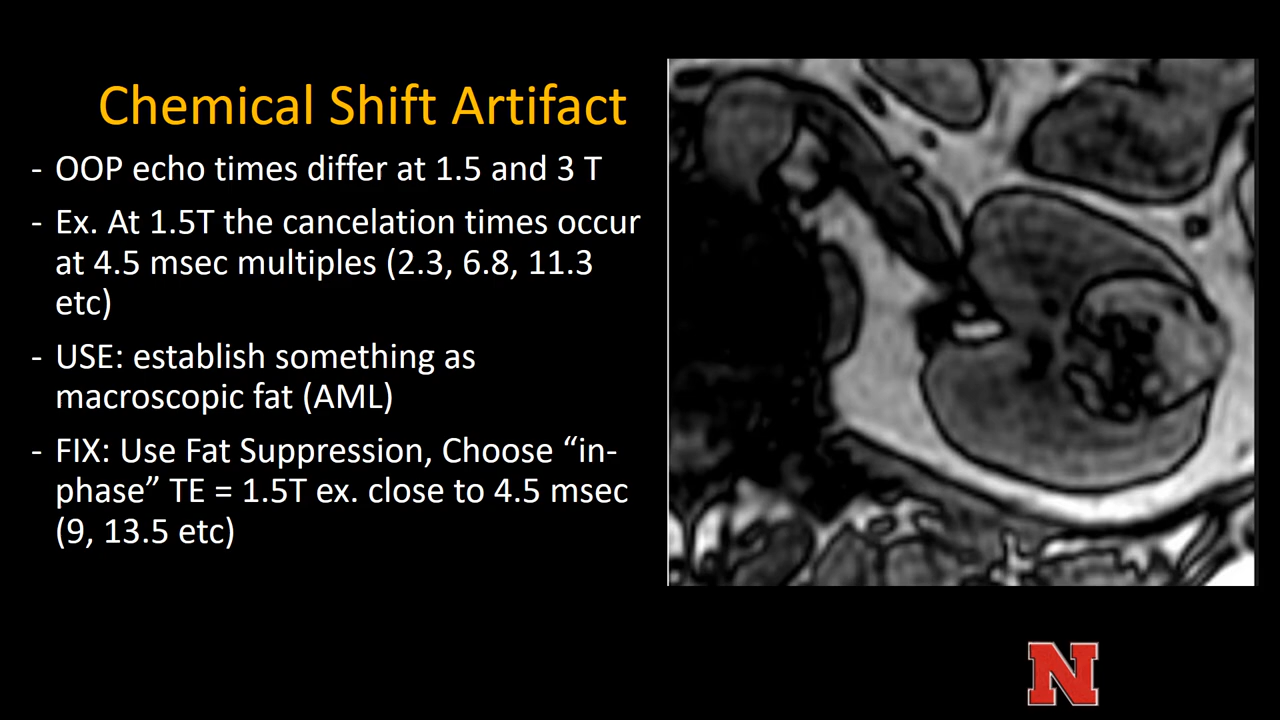 Chemical Shift Artifact
- OOP echo times differ at 1.5 and 3 T
- Ex. At 1.5T the cancelation times occur
at 4.5 msec multiples (2.3, 6.8, 11.3
etc)
- USE: establish something as
macroscopic fat (AML)
- FIX: Use Fat Suppression, Choose “in-
phase” TE = 1.5T ex. close to 4.5 msec
(9, 13.5 etc)
N